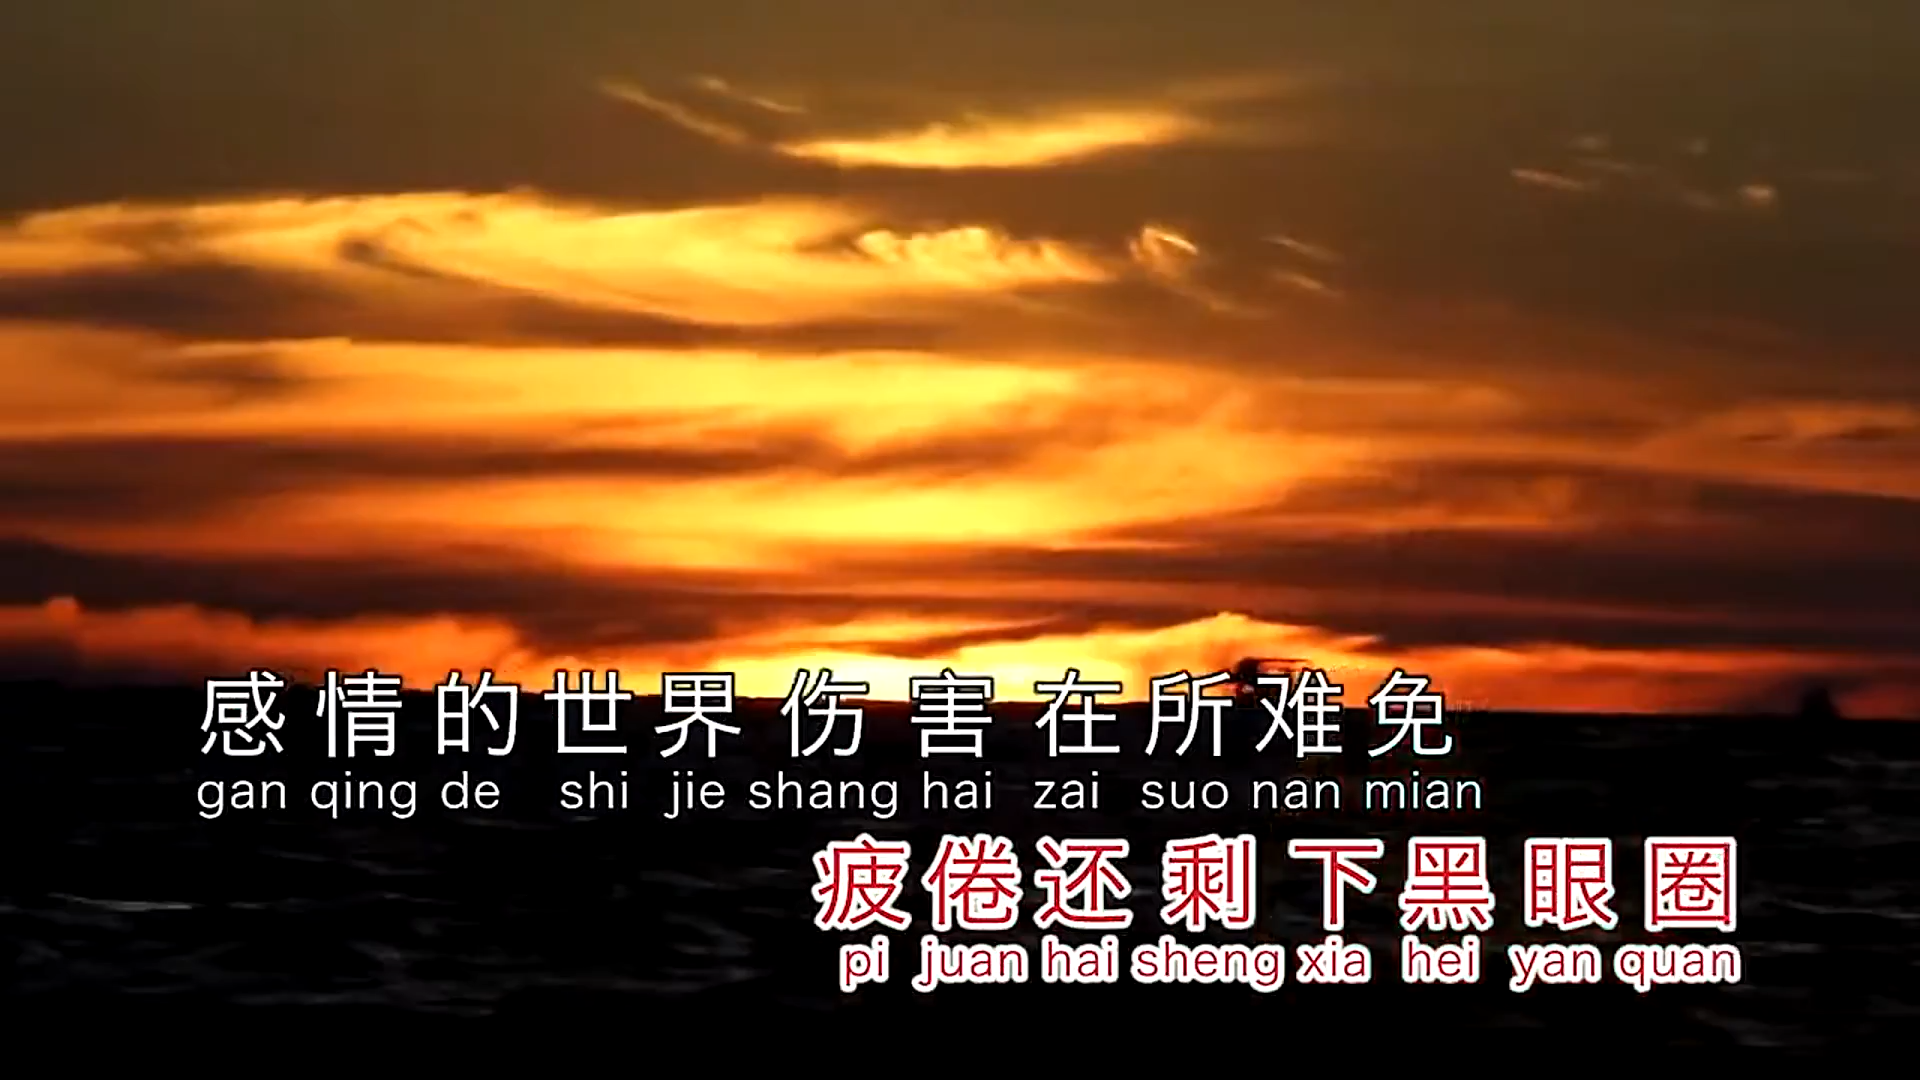 感情的世界伤害在所难免
gan qing de shi jie shang hai zai suo nan mian
疲倦还剩下黑眼圈
pi juan hai sheng xia hei yan quan